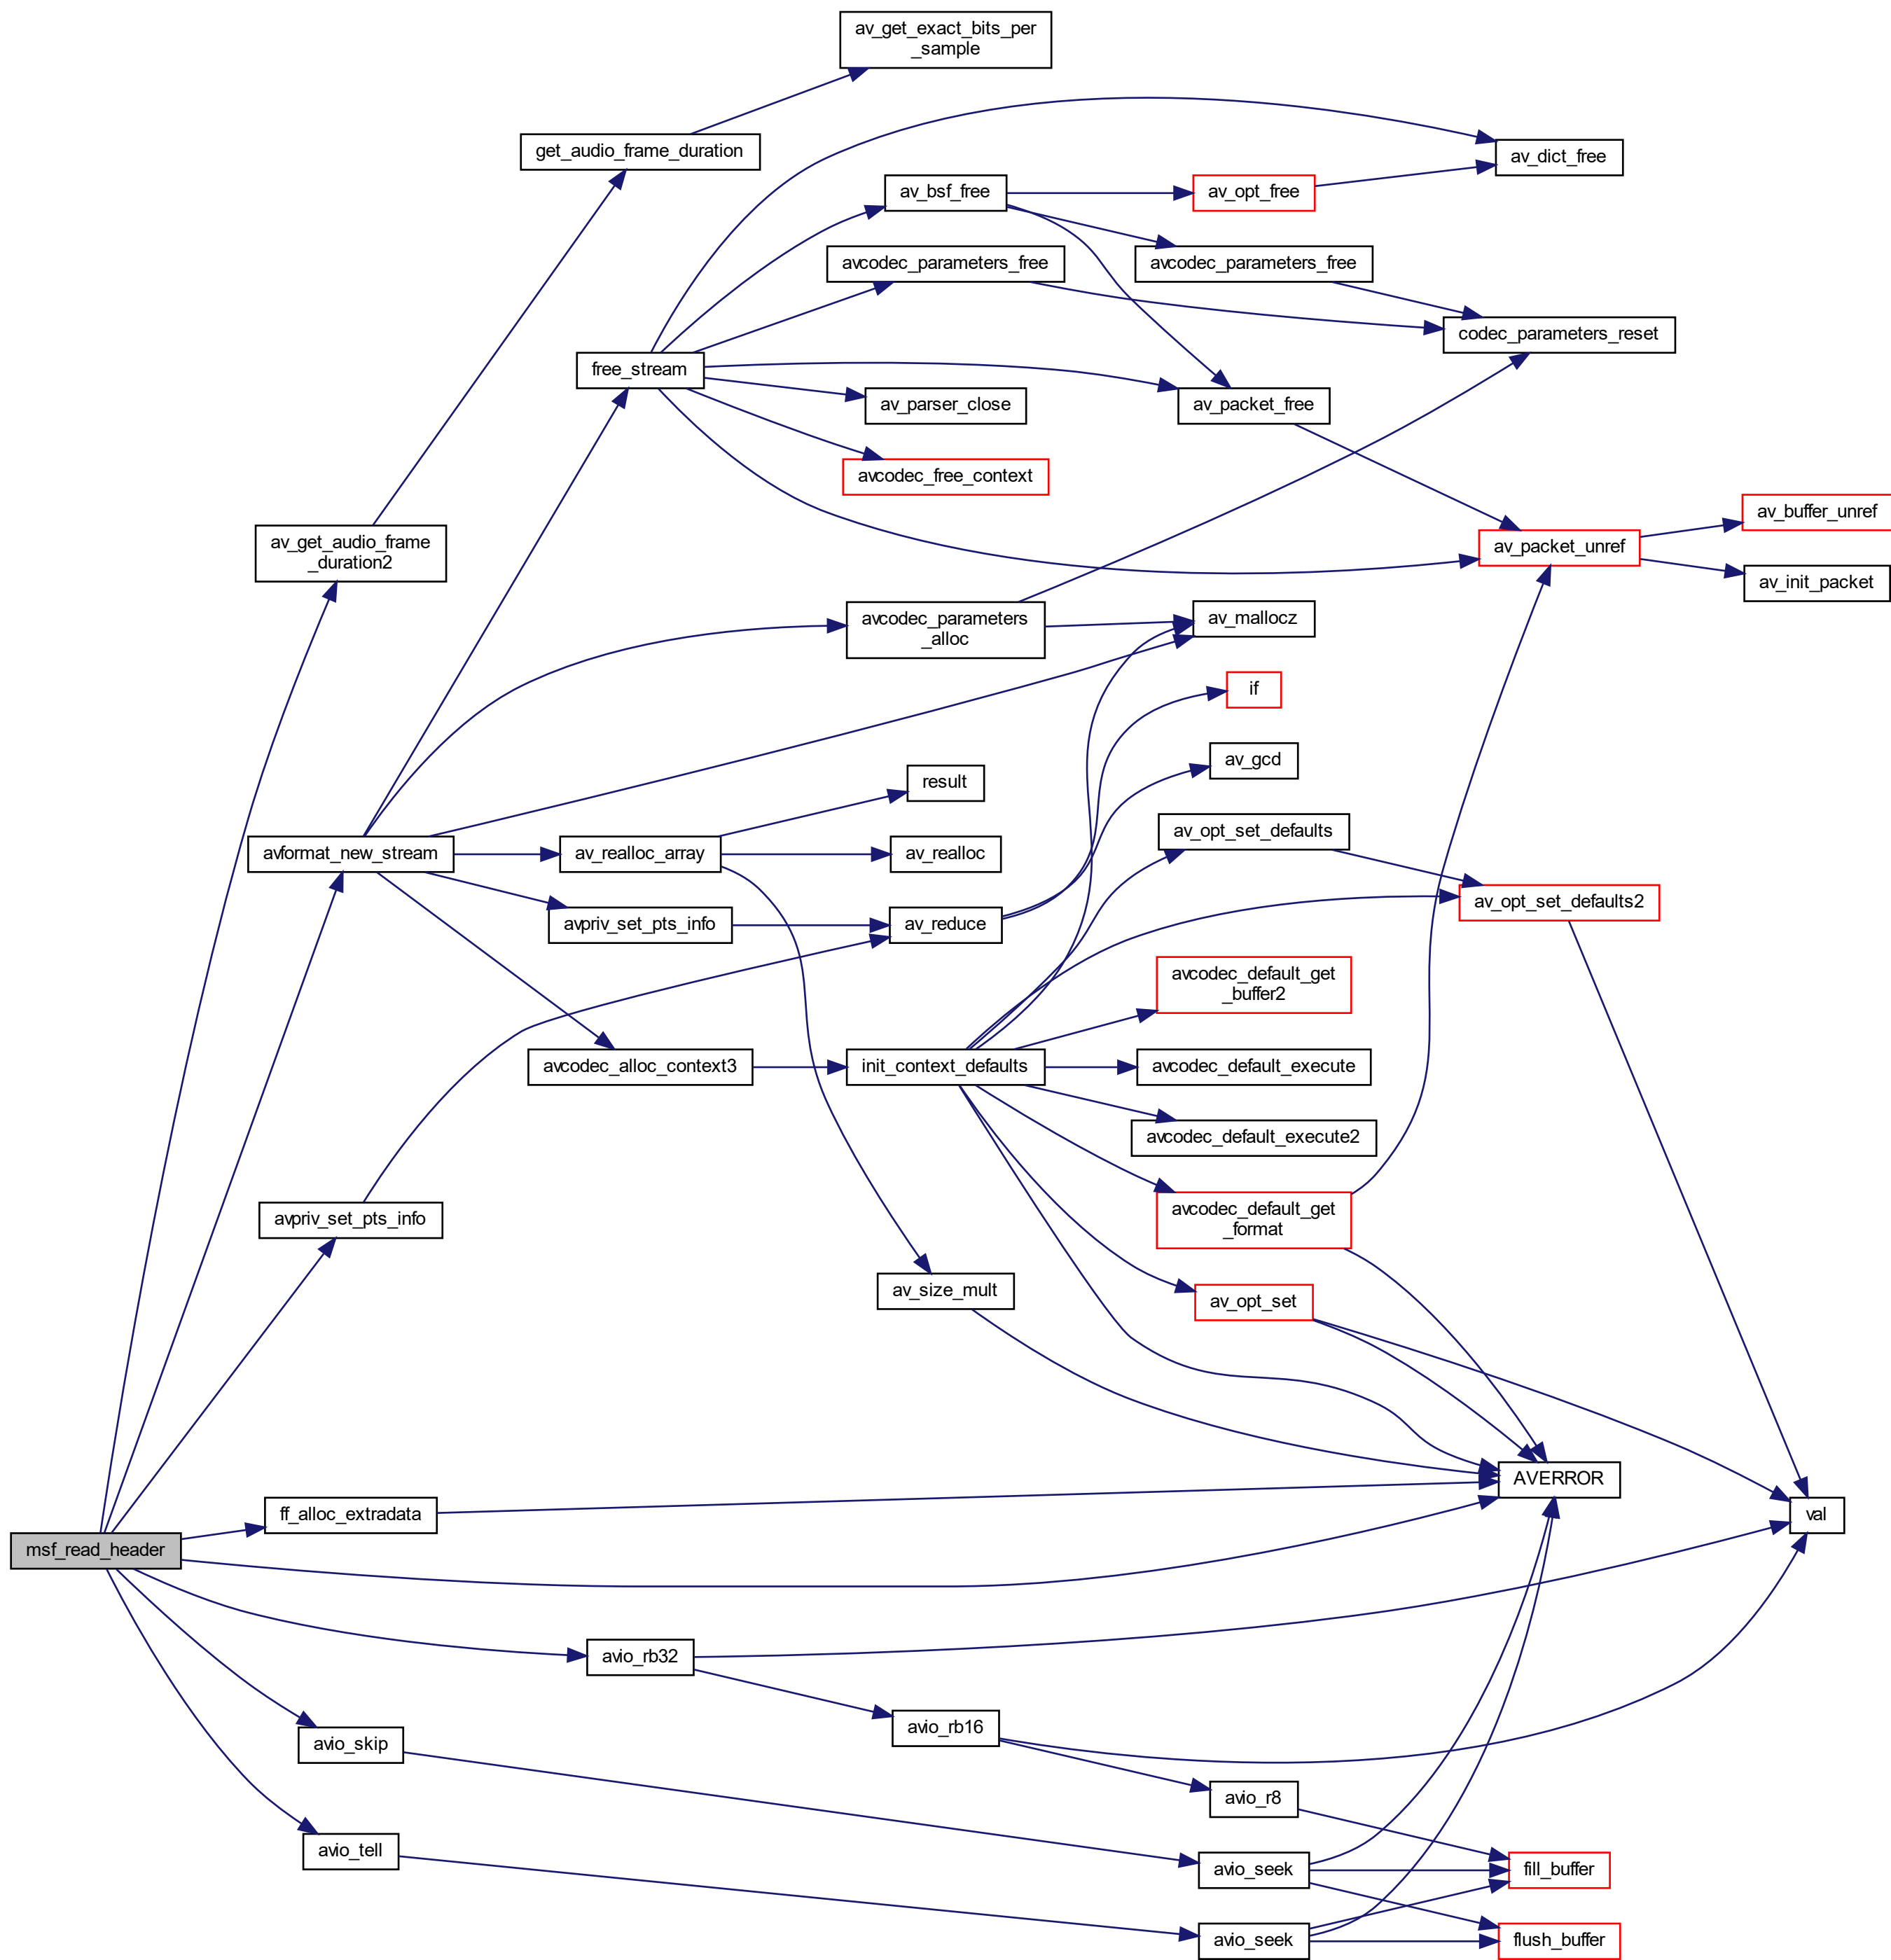 av_get_exact_bits_per
_sample
get_audio_frame_duration
av_dict_free
av_bsf_free
av_opt_free
avcodec_parameters_free
avcodec_parameters_free
codec_parameters_reset
free_stream
av_parser_close
av_packet_free
avcodec_free_context
av_buffer_unref
av_get_audio_frame
_duration2
av_packet_unref
av_init_packet
avcodec_parameters
_alloc
av_mallocz
if
av_gcd
result
avformat_new_stream
av_realloc_array
av_realloc
av_opt_set_defaults
av_opt_set_defaults2
avpriv_set_pts_info
av_reduce
avcodec_default_get
_buffer2
avcodec_alloc_context3
init_context_defaults
avcodec_default_execute
avcodec_default_execute2
avpriv_set_pts_info
avcodec_default_get
_format
av_size_mult
av_opt_set
AVERROR
ff_alloc_extradata
val
msf_read_header
avio_rb32
avio_rb16
avio_skip
avio_r8
avio_tell
avio_seek
fill_buffer
avio_seek
flush_buffer